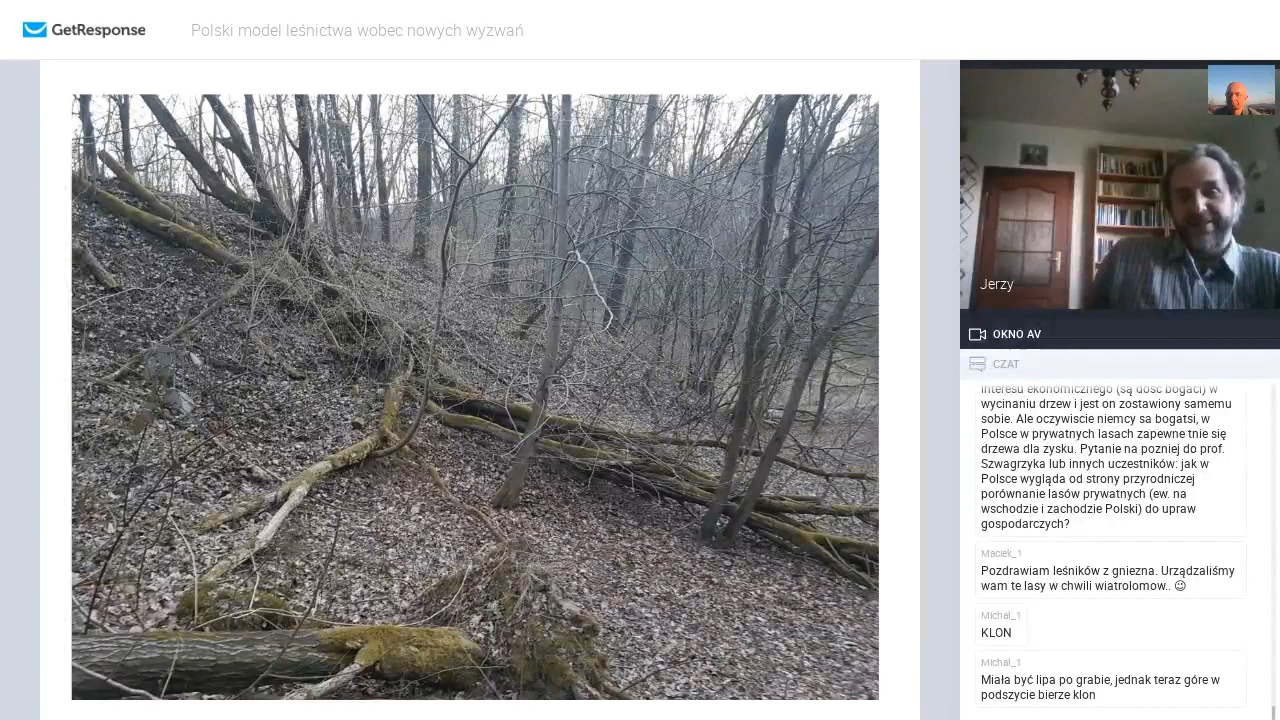 GetResponse
Polski model leśnictwa wobec nowych wyzwań
Jerzy
OKNO AV
CZAT
interesu ekonomicznego (są dość bogaci) w
wycinaniu drzew i jest on zostawiony samemu
sobie. Ale oczywiscie niemcy sa bogatsi, w
Polsce w prywatnych lasach zapewne tnie się
drzewa dla zysku. Pytanie na pozniej do prof.
Szwagrzyka lub innych uczestników: jak w
Polsce wygląda od strony przyrodniczej
porównanie lasów prywatnych (ew. na
wschodzie i zachodzie Polski) do upraw
gospodarczych?
Maciek_1
Pozdrawiam leśników z gniezna. Urządzaliśmy
wam te lasy w chwili wiatrolomow.. 😉
Michał_1
KLON
Michał_1
Miała być lipa po grabie, jednak teraz góre w
podszycie bierze klon